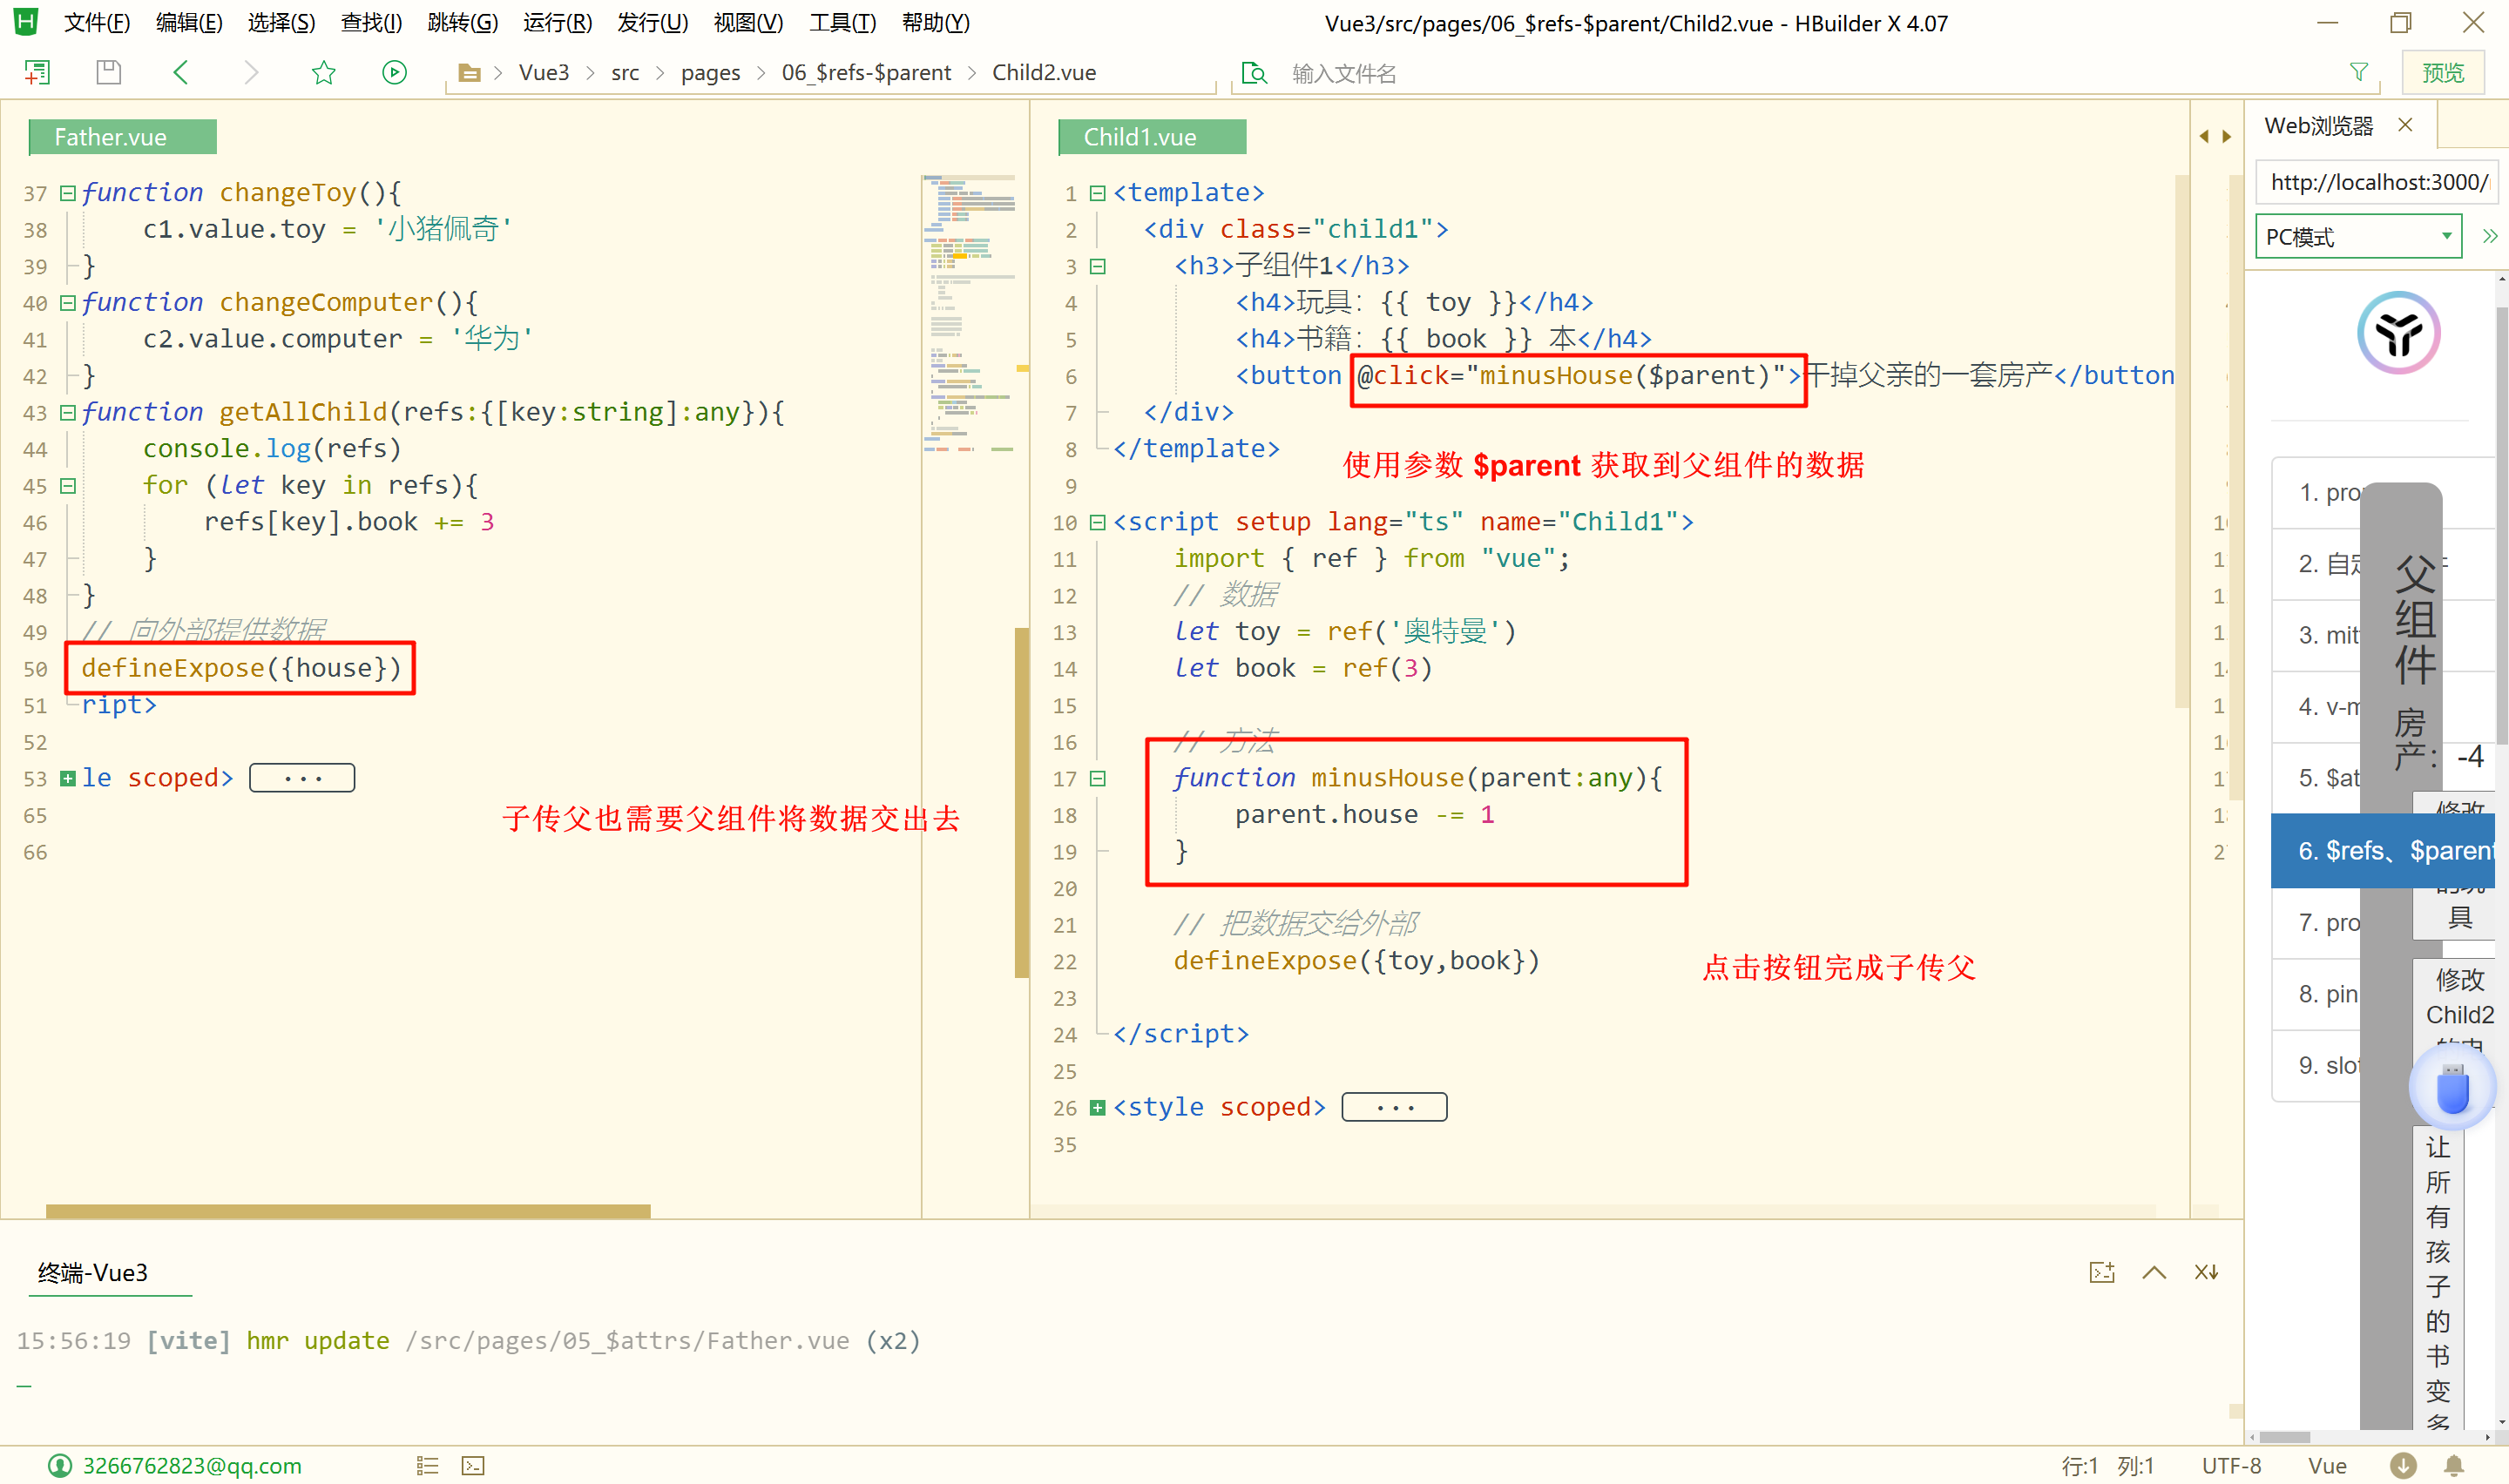 文件(F) 编辑(E) 选择(S) 查找(I) 跳转(G) 运行(R) 发行(U) 视图(V) 工具(T) 帮助(Y)
Vue3/src/pages/06_$refs-$parent/Child2.vue - HBuilder X 4.07
Vue3 src pages 06_$refs-$parent Child2.vue
输入文件名
预览
Father.vue
37 function changeToy(){
38 c1.value.toy = '小猪佩奇'
39 }
40 function changeComputer(){
41 c2.value.computer = '华为'
42 }
43 function getAllChild(refs:{[key:string]:any}){
44 console.log(refs)
45 for (let key in refs){
46 refs[key].book += 3
47 }
48 }
49 // 向外部提供数据
50 defineExpose({house})
51 ript>
52
53 le scoped> ...
65
66
子传父也需要父组件将数据交出去
Child1.vue
1 <template>
2 <div class="child1">
3 <h3>子组件1</h3>
4 <h4>玩具：{{ toy }}</h4>
5 <h4>书籍：{{ book }} 本</h4>
6 <button @click="minusHouse($parent)">干掉父亲的一套房产</button
7 </div>
8 </template>
使用参数 $parent 获取到父组件的数据
9
10 <script setup lang="ts" name="Child1">
11 import { ref } from "vue";
12 // 数据
13 let toy = ref('奥特曼')
14 let book = ref(3)
15
16 // 方法
17 function minusHouse(parent:any){
18 parent.house -= 1
19 }
20
21 // 把数据交给外部
22 defineExpose({toy,book})
点击按钮完成子传父
23
24 </script>
25
26 <style scoped> ...
35
Web浏览器
http://localhost:3000/
PC模式
1. pro
2. 自定
3. mit
4. v-m
5. $at
6. $refs、$parent
7. pro
8. pin
9. slot
父组件
房产：
-4
修改
具
修改
Child2
让所有孩子的书变多
终端-Vue3
15:56:19 [vite] hmr update /src/pages/05_$attrs/Father.vue (x2)
3266762823@qq.com
行:1 列:1 UTF-8 Vue